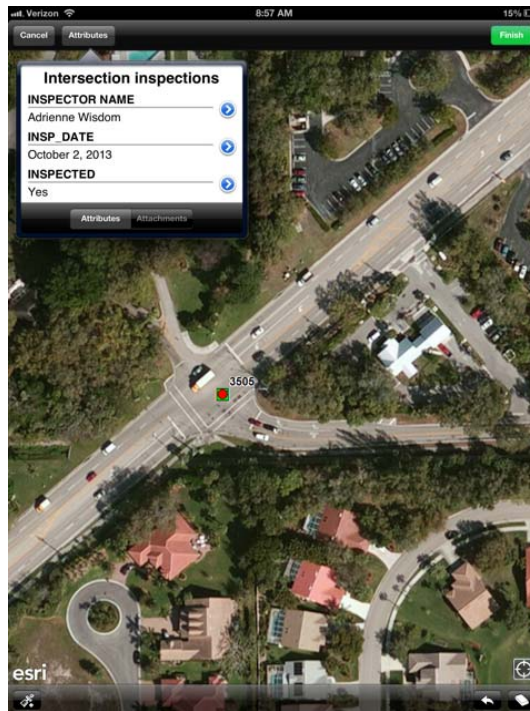 Verizon 8:57 AM 15%
Cancel Attributes Finish
Intersection inspections
INSPECTOR NAME
Adrienne Wisdom
INSP_DATE
October 2, 2013
INSPECTED
Yes
Attributes Attachments
3505
esri